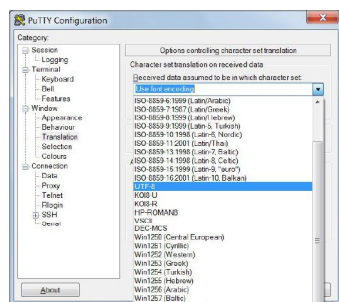 PuTTY Configuration
Category:
Session
Logging
Terminal
Keyboard
Bell
Features
Window
Appearance
Behaviour
Translation
Selection
Colours
Connection
Data
Proxy
Telnet
Rlogin
SSH
Serial
About
Options controlling character set translation
Character set translation on received data
Received data assumed to be in which character set:
Use font encoding
ISO-8859-6:1999 (Latin/Arabic)
ISO-8859-7:1987 (Latin/Greek)
ISO-8859-8:1999 (Latin/Hebrew)
ISO-8859-9:1999 (Latin-5, Turkish)
ISO-8859-10:1998 (Latin-6, Nordic)
ISO-8859-11:2001 (Latin/Thai)
ISO-8859-13:1998 (Latin-7, Baltic)
ISO-8859-14:1998 (Latin-8, Celtic)
ISO-8859-15:1999 (Latin-9, "euro")
ISO-8859-16:2001 (Latin-10, Balkan)
UTF-8
KOI8-U
KOI8-R
HP-ROMAN8
VSCII
DEC-MCS
Win1250 (Central European)
Win1251 (Cyrillic)
Win1252 (Western)
Win1253 (Greek)
Win1254 (Turkish)
Win1255 (Hebrew)
Win1256 (Arabic)
Win1257 (Baltic)